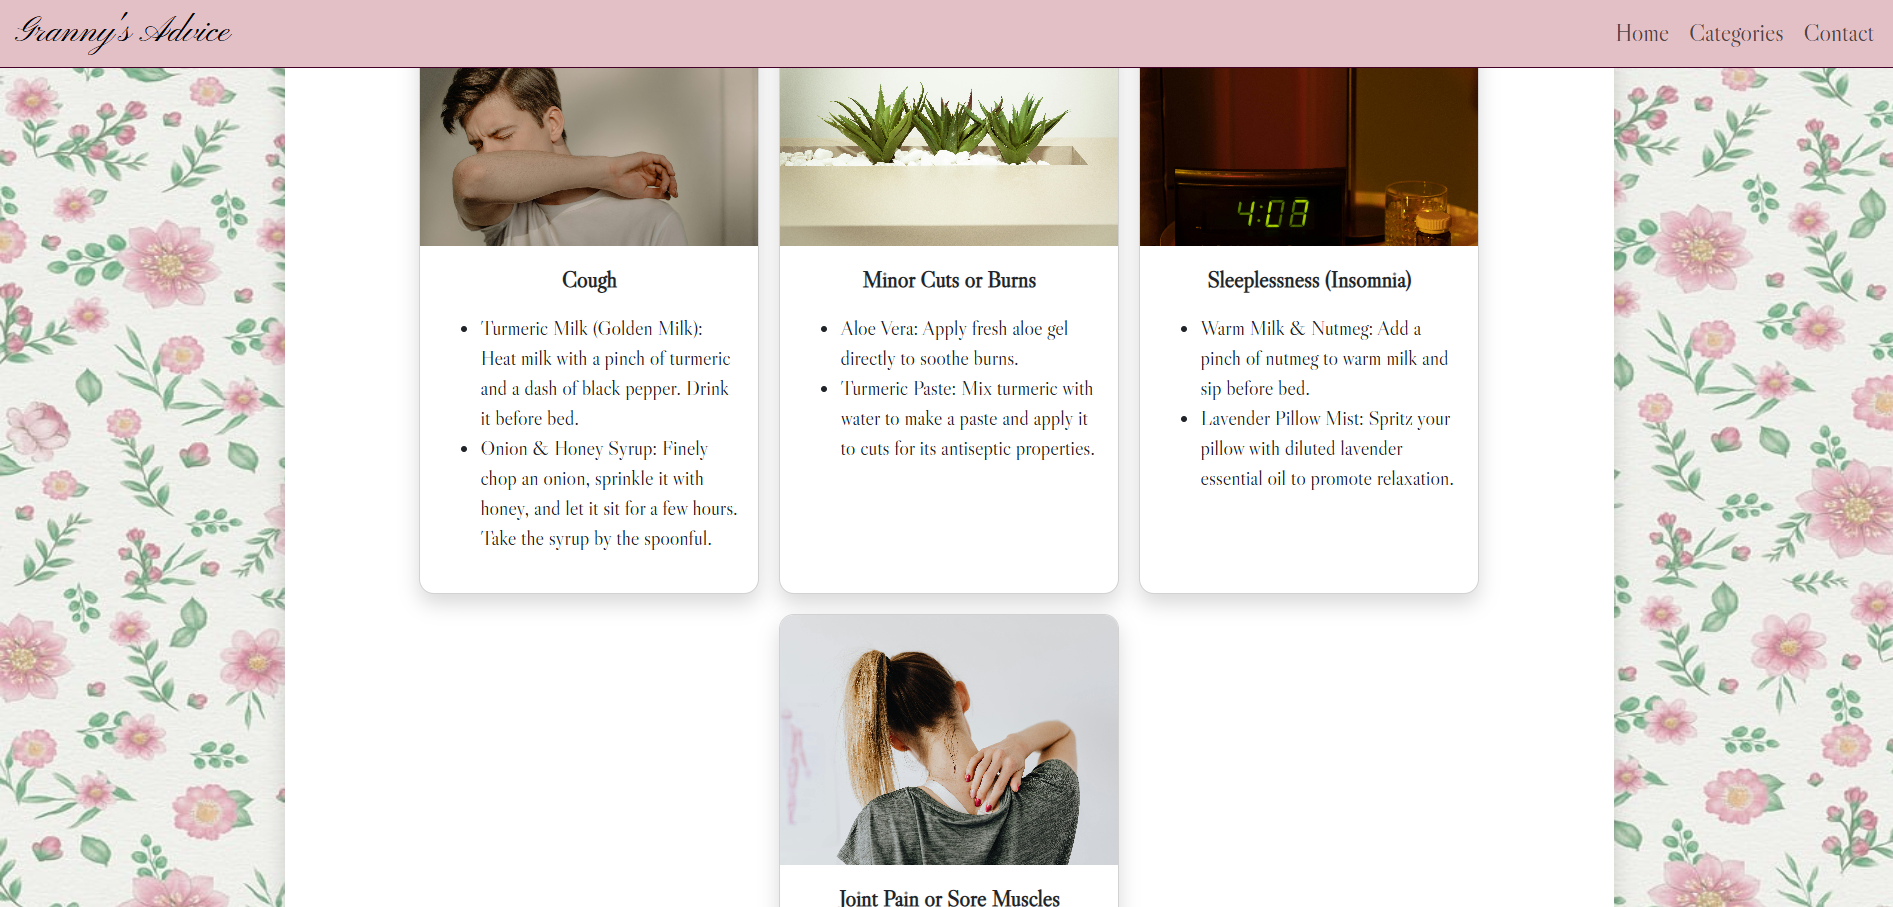 Granny's Advice
Home Categories Contact
4:08
Cough
Turmeric Milk (Golden Milk):
Heat milk with a pinch of turmeric
and a dash of black pepper. Drink
it before bed.
Onion & Honey Syrup: Finely
chop an onion, sprinkle it with
honey, and let it sit for a few hours.
Take the syrup by the spoonful.
Minor Cuts or Burns
Aloe Vera: Apply fresh aloe gel
directly to soothe burns.
Turmeric Paste: Mix turmeric with
water to make a paste and apply it
to cuts for its antiseptic properties.
Sleeplessness (Insomnia)
Warm Milk & Nutmeg: Add a
pinch of nutmeg to warm milk and
sip before bed.
Lavender Pillow Mist: Spritz your
pillow with diluted lavender
essential oil to promote relaxation.
Joint Pain or Sore Muscles